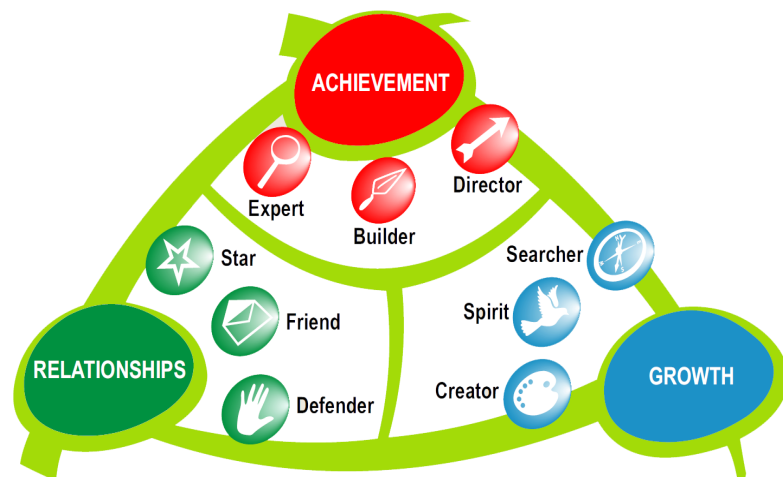 ACHIEVEMENT
Director
Expert
Builder
Star
Searcher
Friend
Spirit
RELATIONSHIPS
GROWTH
Defender
Creator